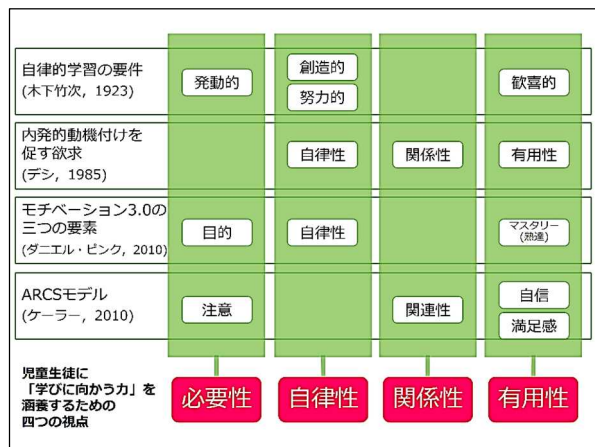 自律的学習の要件
(木下竹次, 1923)
発動的
創造的
努力的
歓喜的
内発的動機付けを
促す欲求
(デシ, 1985)
自律性
関係性
有用性
モチベーション3.0の
三つの要素
(ダニエル・ピンク, 2010)
目的
自律性
マスタリー
(熟達)
ARCSモデル
(ケーラー, 2010)
注意
関連性
自信
満足感
児童生徒に
「学びに向かう力」を
涵養するための
四つの視点
必要性
自律性
関係性
有用性